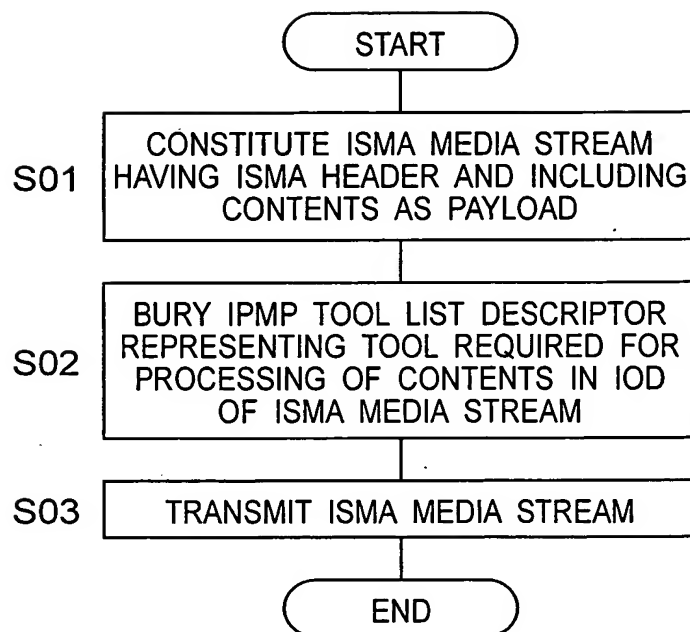 START
S01
CONSTITUTE ISMA MEDIA STREAM
HAVING ISMA HEADER AND INCLUDING
CONTENTS AS PAYLOAD
S02
BURY IPMP TOOL LIST DESCRIPTOR
REPRESENTING TOOL REQUIRED FOR
PROCESSING OF CONTENTS IN IOD
OF ISMA MEDIA STREAM
S03
TRANSMIT ISMA MEDIA STREAM
END